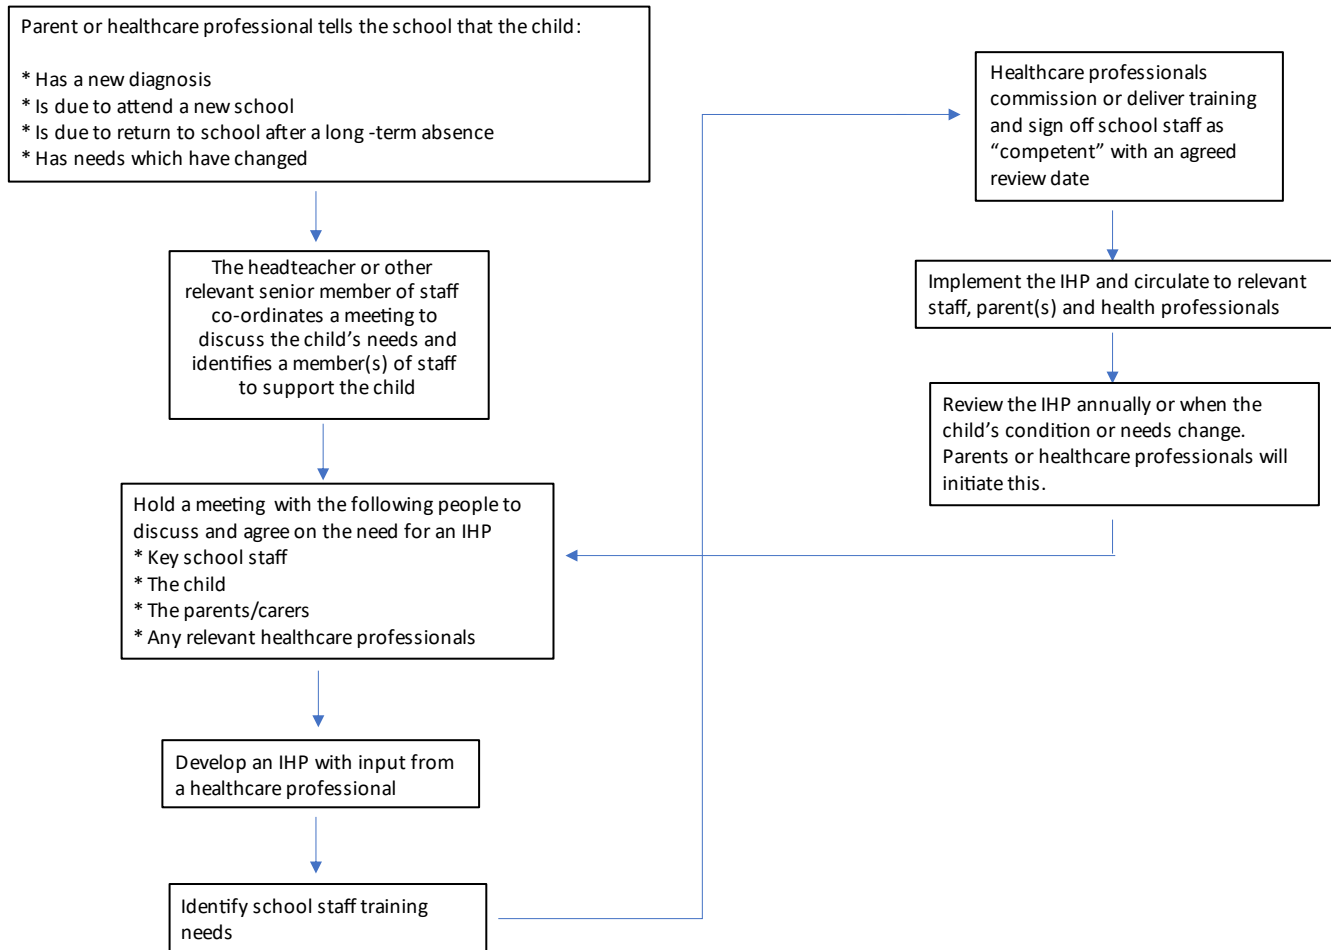 Parent or healthcare professional tells the school that the child:
* Has a new diagnosis
* Is due to attend a new school
* Is due to return to school after a long -term absence
* Has needs which have changed
The headteacher or other
relevant senior member of staff
co-ordinates a meeting to
discuss the child’s needs and
identifies a member(s) of staff
to support the child
Hold a meeting with the following people to
discuss and agree on the need for an IHP
* Key school staff
* The child
* The parents/carers
* Any relevant healthcare professionals
Develop an IHP with input from
a healthcare professional
Identify school staff training
needs
Healthcare professionals
commission or deliver training
and sign off school staff as
“competent” with an agreed
review date
Implement the IHP and circulate to relevant
staff, parent(s) and health professionals
Review the IHP annually or when the
child’s condition or needs change.
Parents or healthcare professionals will
initiate this.